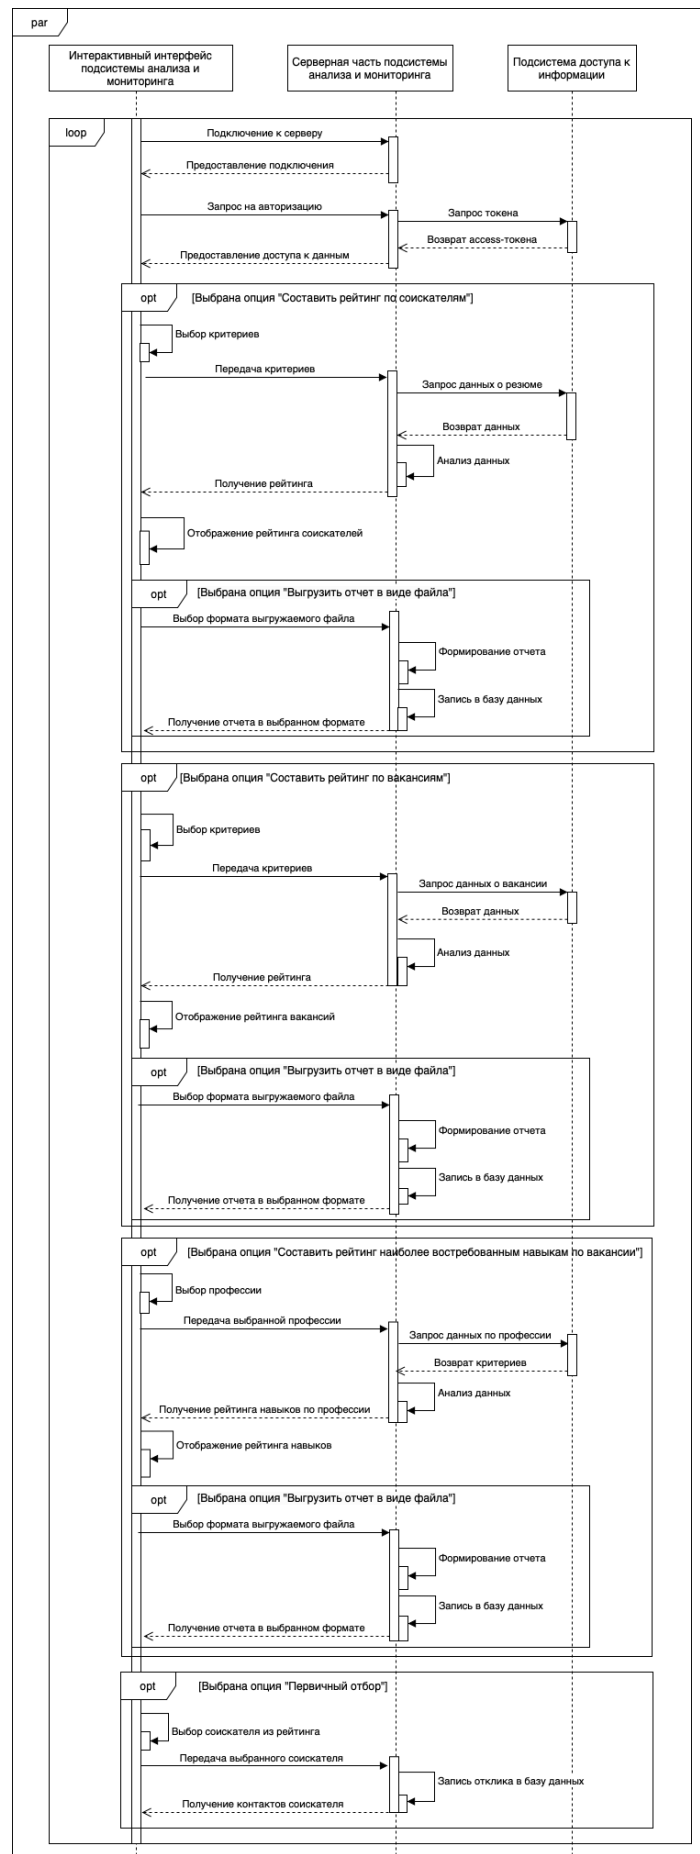 par
Интерактивный интерфейс
подсистемы анализа и
мониторинга
Серверная часть подсистемы
анализа и мониторинга
Подсистема доступа к
информации
loop
Подключение к серверу
Предоставление подключения
Запрос на авторизацию
Запрос токена
Возврат access-токена
Предоставление доступа к данным
opt
[Выбрана опция "Составить рейтинг по соискателям"]
Выбор критериев
Передача критериев
Запрос данных о резюме
Возврат данных
Анализ данных
Получение рейтинга
Отображение рейтинга соискателей
opt
[Выбрана опция "Выгрузить отчет в виде файла"]
Выбор формата выгружаемого файла
Формирование отчета
Запись в базу данных
Получение отчета в выбранном формате
opt
[Выбрана опция "Составить рейтинг по вакансиям"]
Выбор критериев
Передача критериев
Запрос данных о вакансии
Возврат данных
Анализ данных
Получение рейтинга
Отображение рейтинга вакансий
opt
[Выбрана опция "Выгрузить отчет в виде файла"]
Выбор формата выгружаемого файла
Формирование отчета
Запись в базу данных
Получение отчета в выбранном формате
opt
[Выбрана опция "Составить рейтинг наиболее востребованным навыкам по вакансии"]
Выбор профессии
Передача выбранной профессии
Запрос данных по профессии
Возврат критериев
Анализ данных
Получение рейтинга навыков по профессии
Отображение рейтинга навыков
opt
[Выбрана опция "Выгрузить отчет в виде файла"]
Выбор формата выгружаемого файла
Формирование отчета
Запись в базу данных
Получение отчета в выбранном формате
opt
[Выбрана опция "Первичный отбор"]
Выбор соискателя из рейтинга
Передача выбранного соискателя
Запись отклика в базу данных
Получение контактов соискателя